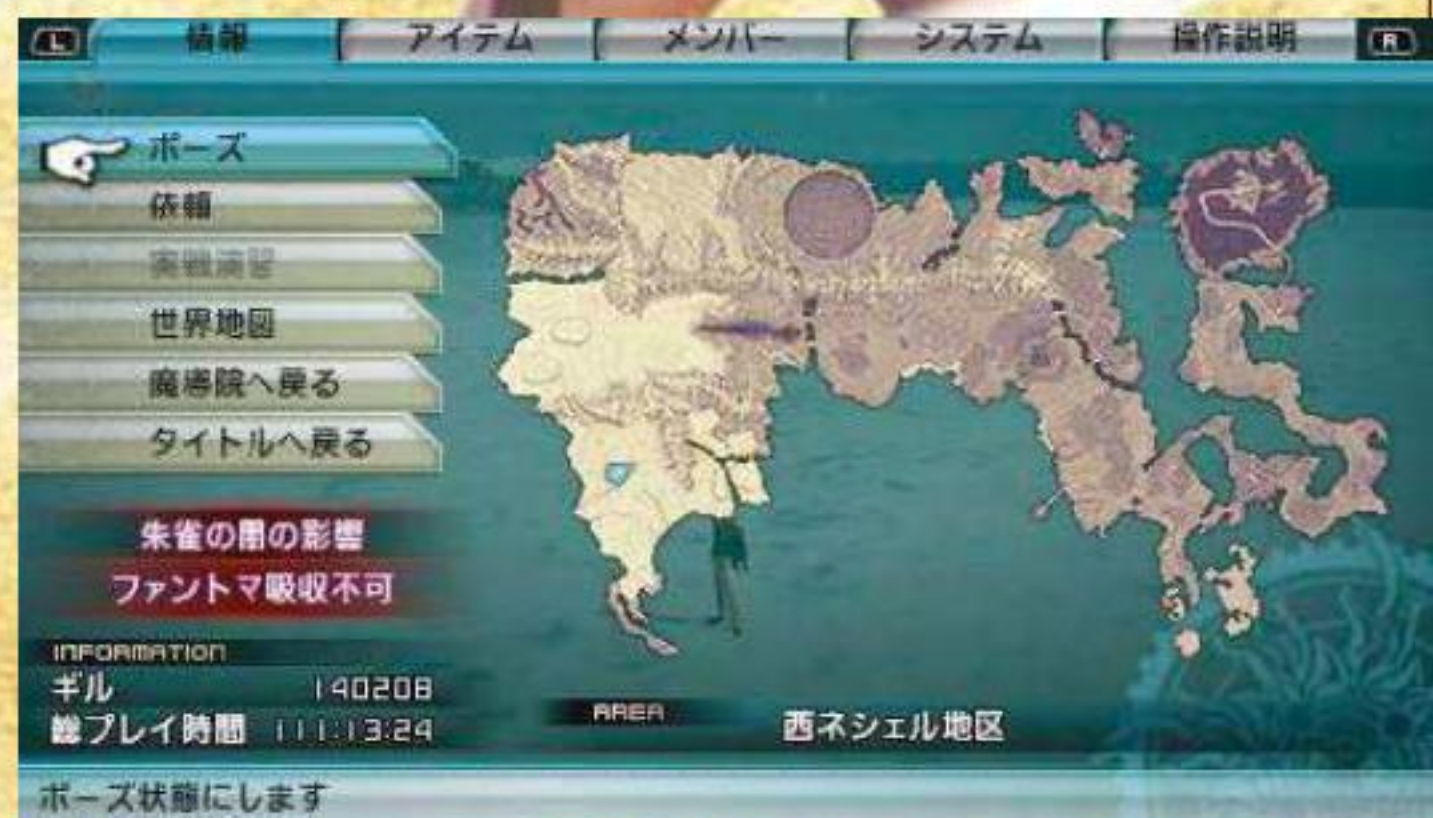 L 情報 アイテム メンバー システム 操作説明 R
ポーズ
依頼
実戦演習
世界地図
魔導院へ戻る
タイトルへ戻る
朱雀の闇の影響
ファントマ吸収不可
INFORMATION
ギル 140208
総プレイ時間 111:13:24
AREA 西ネシェル地区
ポーズ状態にします